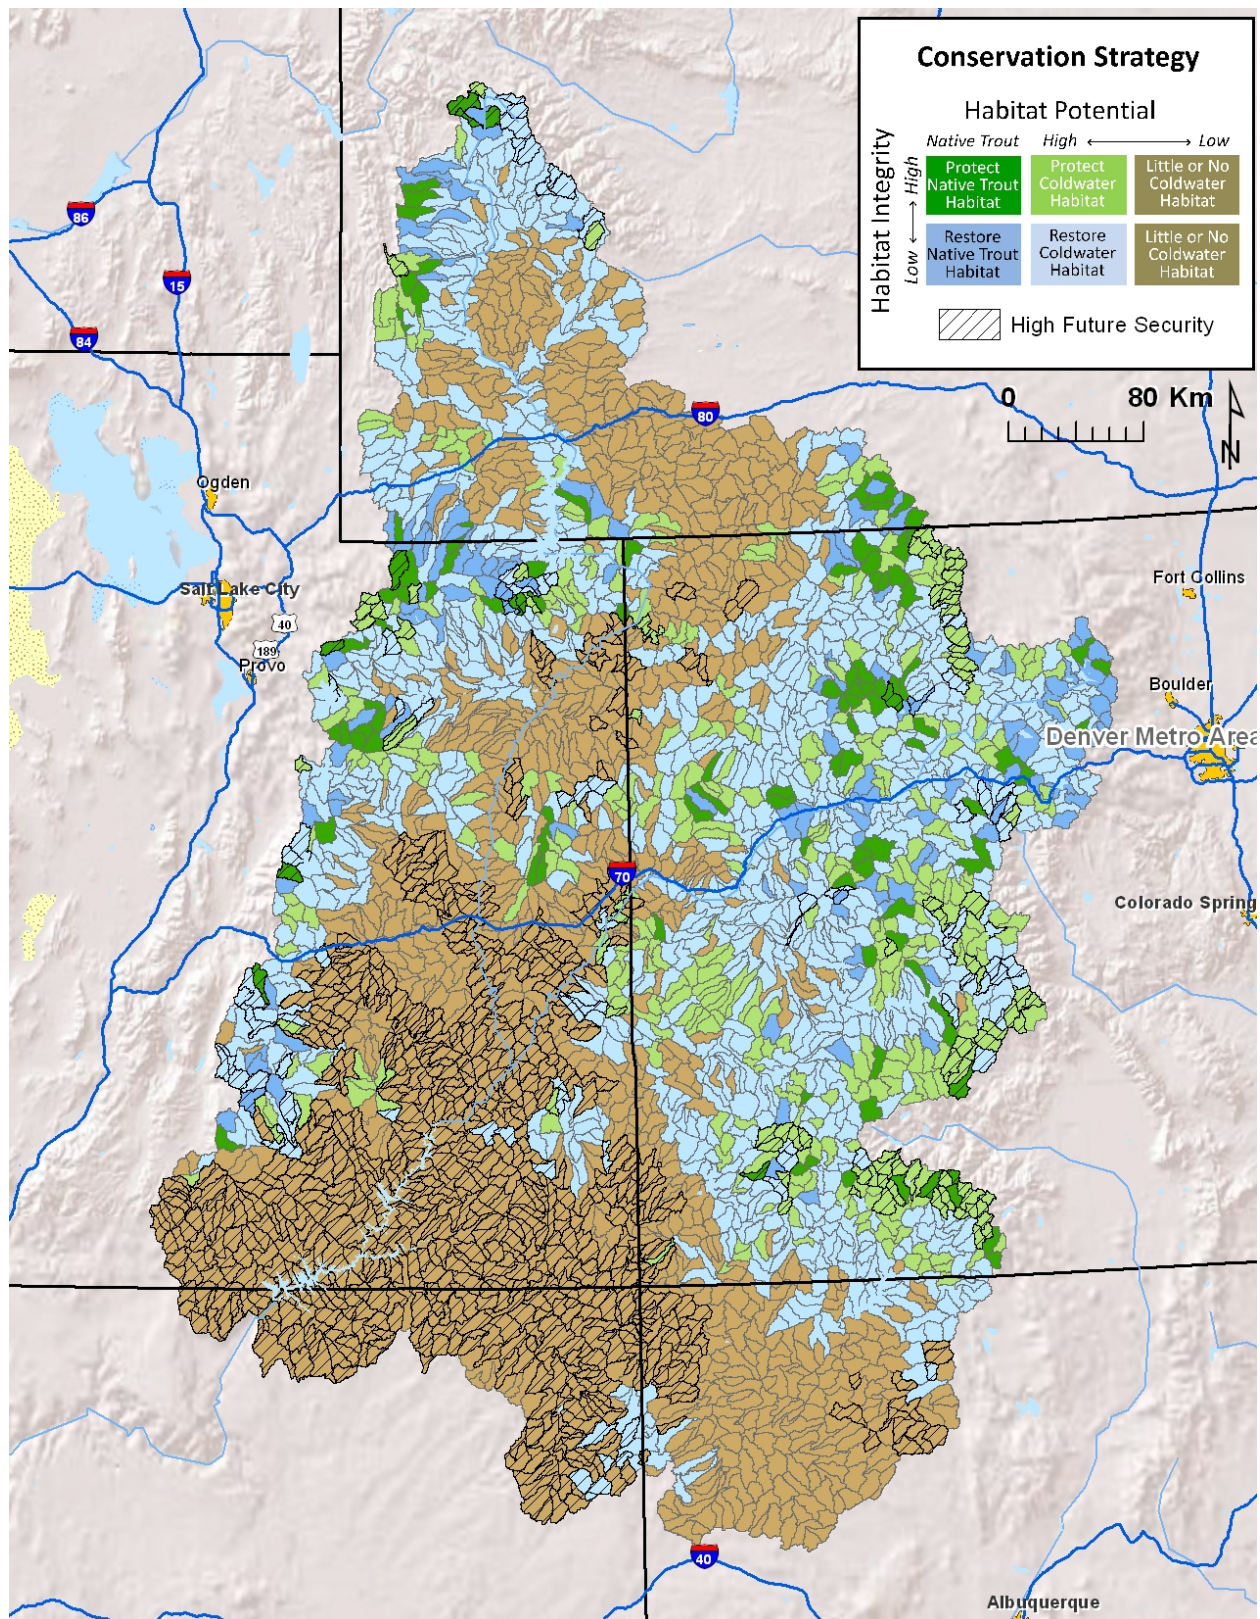 Conservation Strategy
Habitat Potential
Native Trout High Low
Habitat Integrity
Low High
Protect
Native Trout
Habitat
Protect
Coldwater
Habitat
Little or No
Coldwater
Habitat
Restore
Native Trout
Habitat
Restore
Coldwater
Habitat
Little or No
Coldwater
Habitat
High Future Security
0 80 Km
N
86
15
84
80
Ogden
Salt Lake City
40
189
Provo
Fort Collins
Boulder
Denver Metro Area
70
Colorado Spring
40
Albuquerque